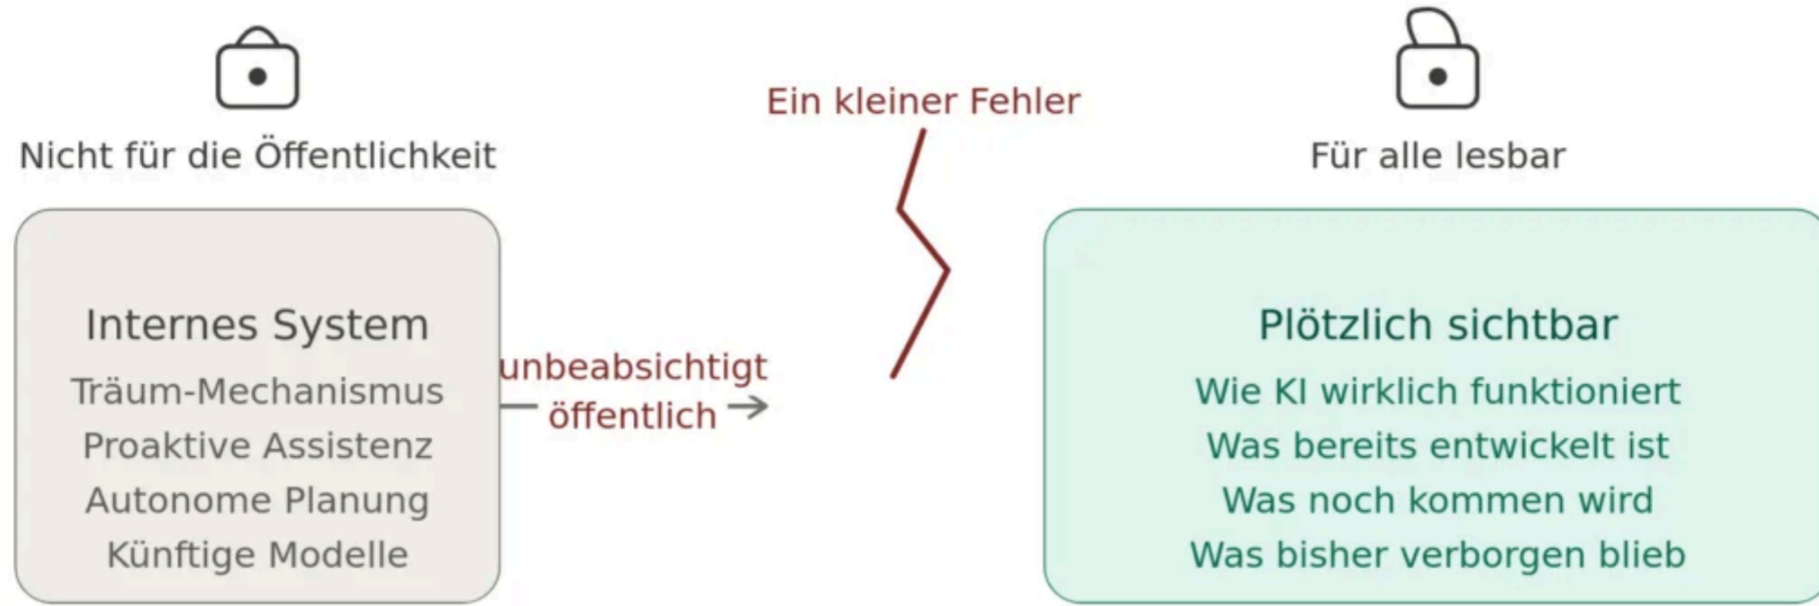 Nicht für die Öffentlichkeit
Ein kleiner Fehler
Für alle lesbar
Internes System
Träum-Mechanismus
Proaktive Assistenz
Autonome Planung
Künftige Modelle
unbeabsichtigt
öffentlich
Plötzlich sichtbar
Wie KI wirklich funktioniert
Was bereits entwickelt ist
Was noch kommen wird
Was bisher verborgen blieb